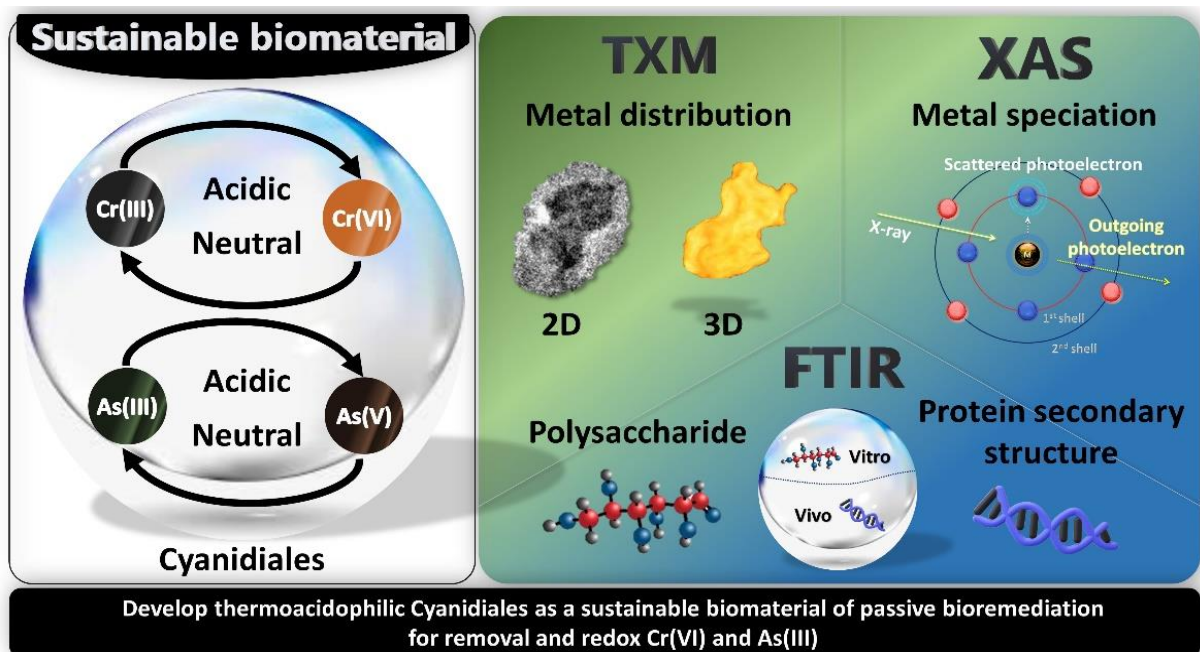 Sustainable biomaterial
Cr(III)
Acidic
Neutral
Cr(VI)
As(III)
Acidic
Neutral
As(V)
Cyanidiales
TXM
Metal distribution
2D
3D
XAS
Metal speciation
Scattered photoelectron
X-ray
Outgoing
photoelectron
M
1st shell
2nd shell
FTIR
Polysaccharide
Vitro
Vivo
Protein secondary
structure
Develop thermoacidophilic Cyanidiales as a sustainable biomaterial of passive bioremediation
for removal and redox Cr(VI) and As(III)